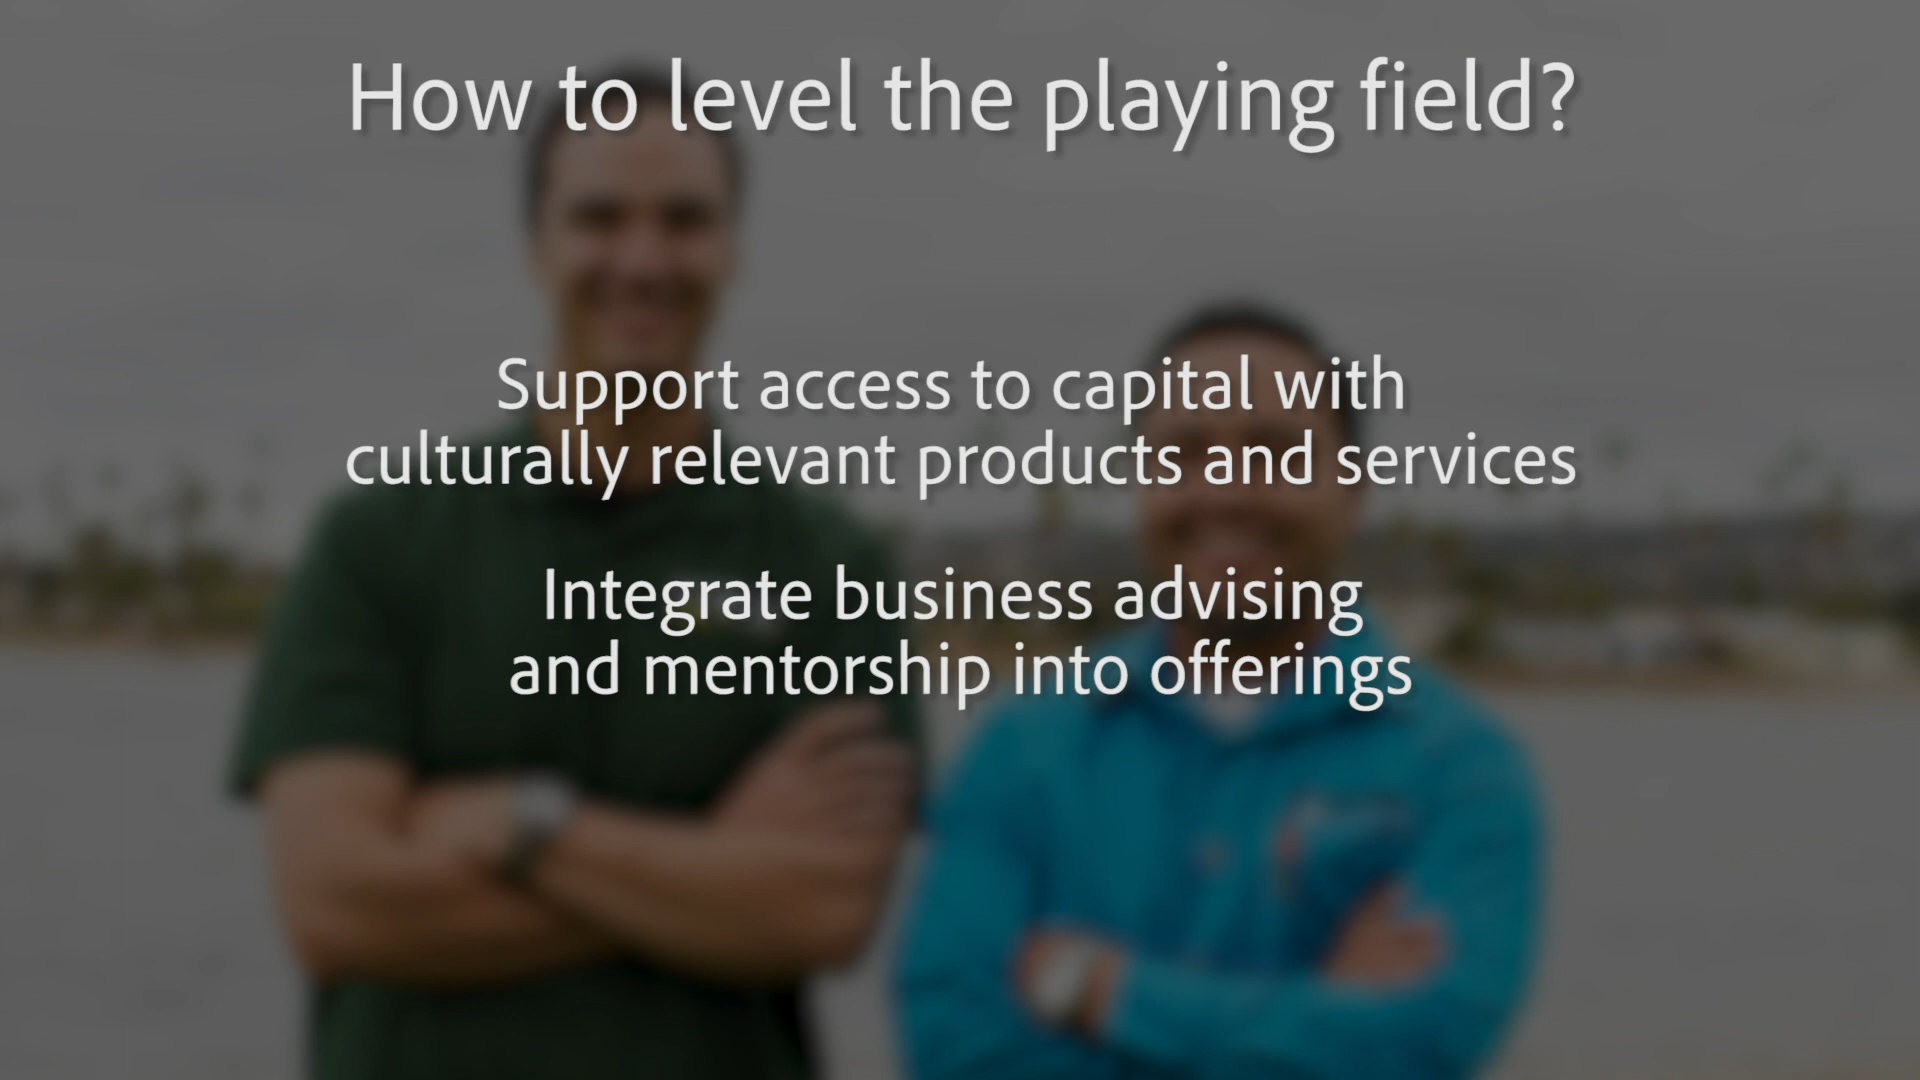 How to level the playing field?
Support access to capital with
culturally relevant products and services
Integrate business advising
and mentorship into offerings